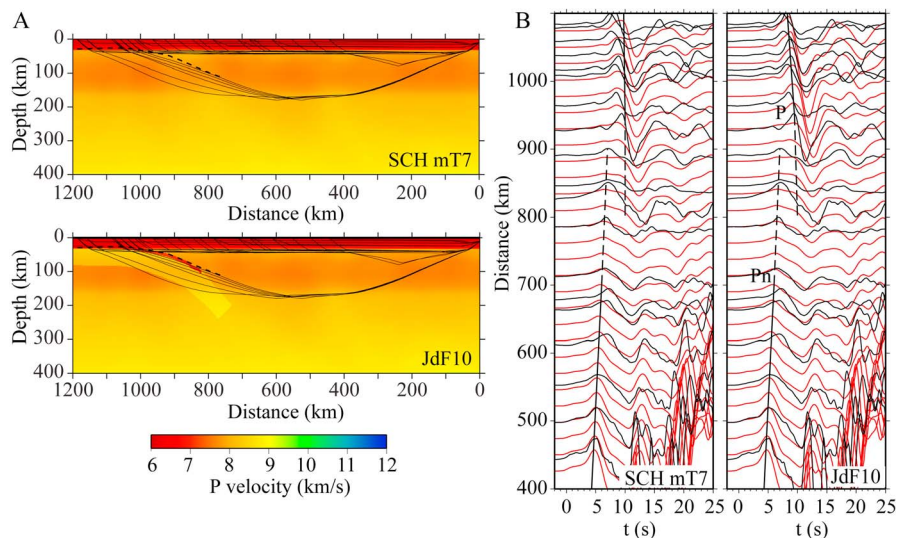 A
Depth (km)
0
100
200
300
400
SCH mT7
1200 1000 800 600 400 200 0
Distance (km)
Depth (km)
0
100
200
300
400
JdF10
1200 1000 800 600 400 200 0
Distance (km)
6 7 8 9 10 11 12
P velocity (km/s)
B
Distance (km)
1000
900
800
700
600
500
400
P
Pn
SCH mT7
JdF10
0 5 10 15 20 25
0 5 10 15 20 25
t (s)
t (s)